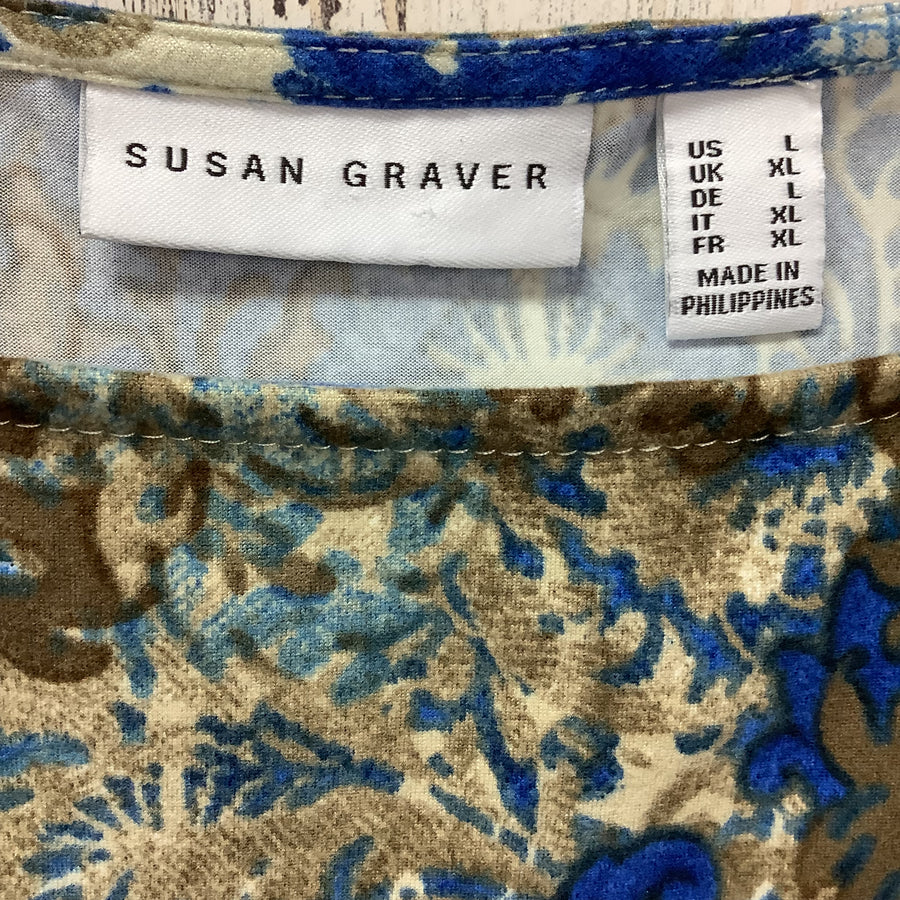 SUSAN GRAVER
US L
UK XL
DE L
IT XL
FR XL
MADE IN
PHILIPPINES